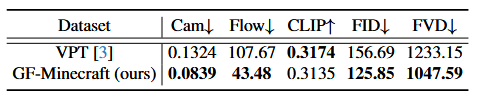 Dataset Cam↓ Flow↓ CLIP↑ FID↓ FVD↓
VPT [3] 0.1324 107.67 0.3174 156.69 1233.15
GF-Minecraft (ours) 0.0839 43.48 0.3135 125.85 1047.59